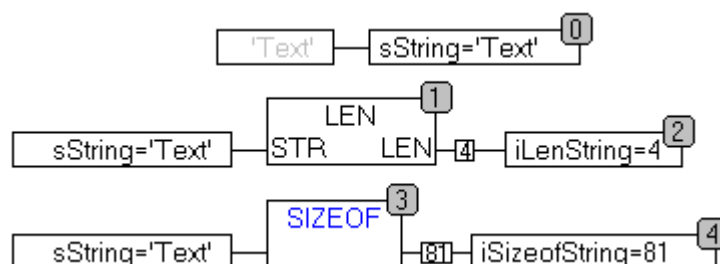 0
'Text' sString='Text'
1
LEN 2
sString='Text' STR LEN 4 iLenString=4
3
SIZEOF 4
sString='Text' 81 iSizeofString=81